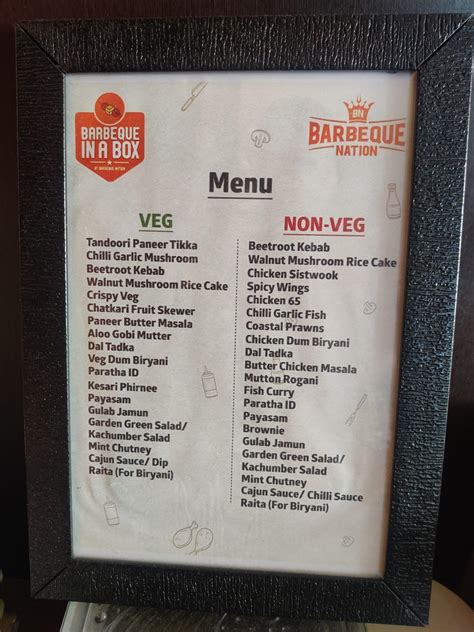 BARBEQUE
IN A BOX
BY BARBEQUE NATION
BN
BARBEQUE
NATION
Menu
VEG
Tandoori Paneer Tikka
Chilli Garlic Mushroom
Beetroot Kebab
Walnut Mushroom Rice Cake
Crispy Veg
Chatkari Fruit Skewer
Paneer Butter Masala
Aloo Gobi Mutter
Dal Tadka
Veg Dum Biryani
Paratha ID
Kesari Phirnee
Payasam
Gulab Jamun
Garden Green Salad/
Kachumber Salad
Mint Chutney
Cajun Sauce/ Dip
Raita (For Biryani)
NON-VEG
Beetroot Kebab
Walnut Mushroom Rice Cake
Chicken Sistwook
Spicy Wings
Chicken 65
Chilli Garlic Fish
Coastal Prawns
Chicken Dum Biryani
Dal Tadka
Butter Chicken Masala
Mutton Rogani
Fish Curry
Paratha ID
Payasam
Brownie
Gulab Jamun
Garden Green Salad/
Kachumber Salad
Mint Chutney
Cajun Sauce/ Chilli Sauce
Raita (For Biryani)